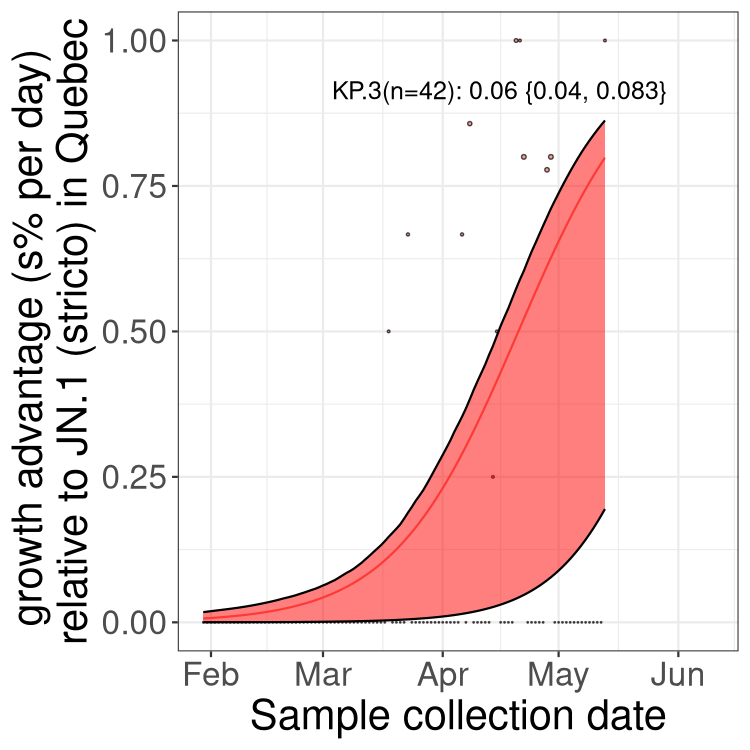 growth advantage (s% per day)
relative to JN.1 (stricto) in Quebec
1.00
0.75
0.50
0.25
0.00
KP.3(n=42): 0.06 {0.04, 0.083}
Feb Mar Apr May Jun
Sample collection date